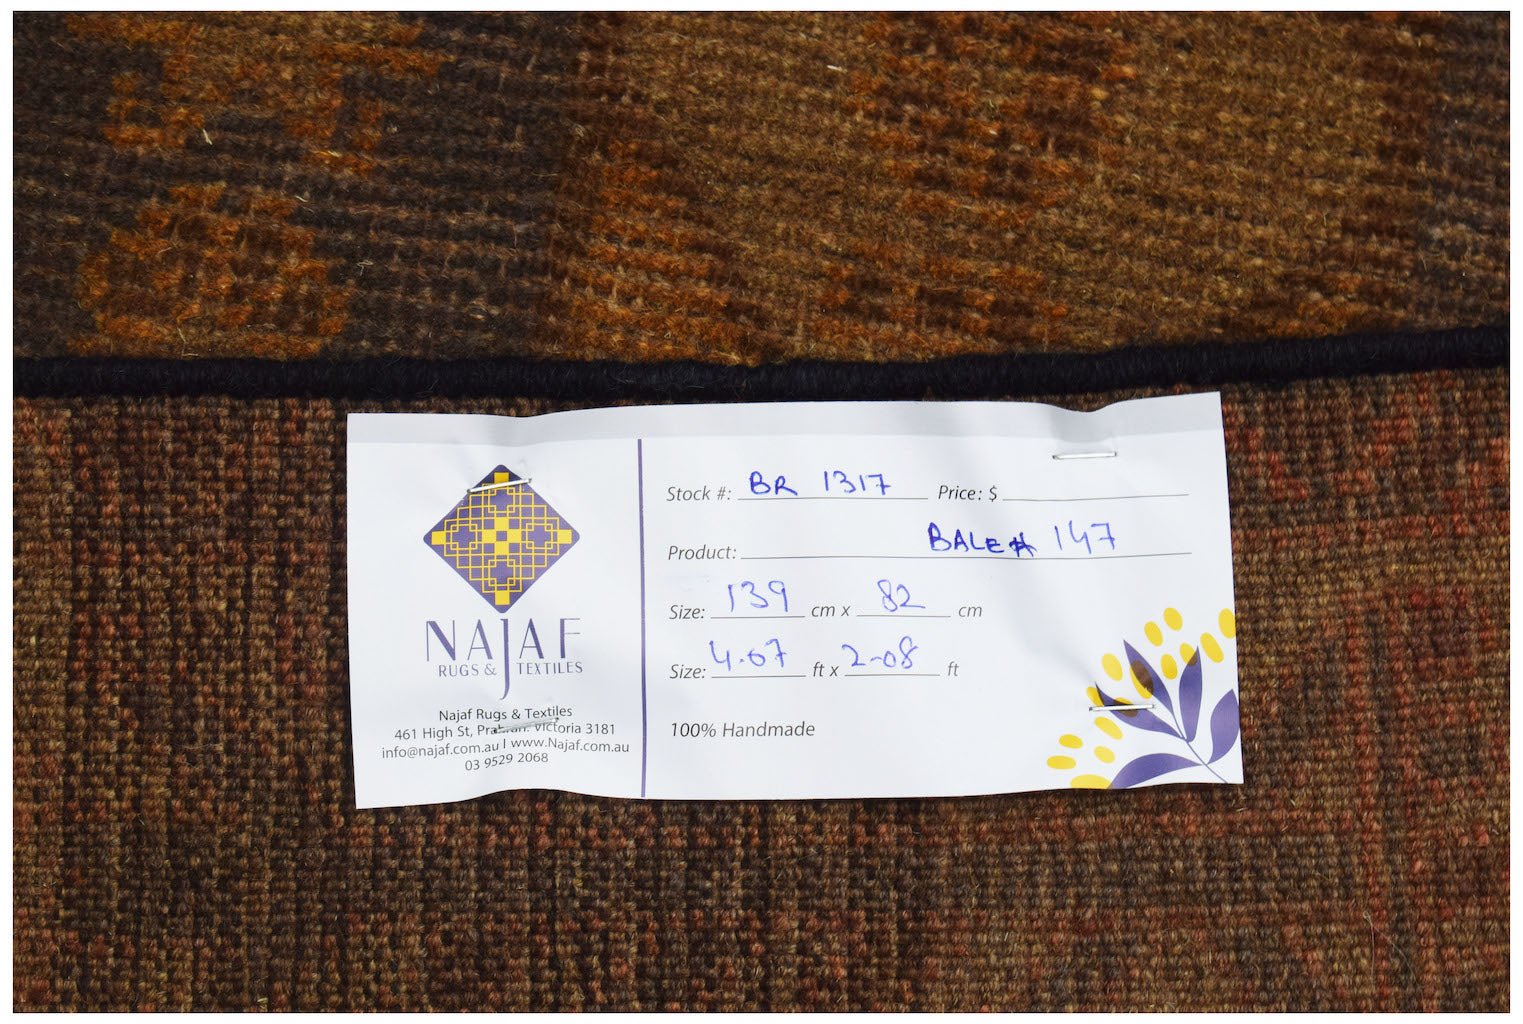 NAJAF
RUGS & TEXTILES
Najaf Rugs & Textiles
461 High St, Prahran. Victoria 3181
info@najaf.com.au I www.Najaf.com.au
03 9529 2068
Stock #: BR 1317 Price: $
BALE# 147
Product:
Size: 139 cm x 82 cm
Size: 4.07 ft x 2-08 ft
100% Handmade